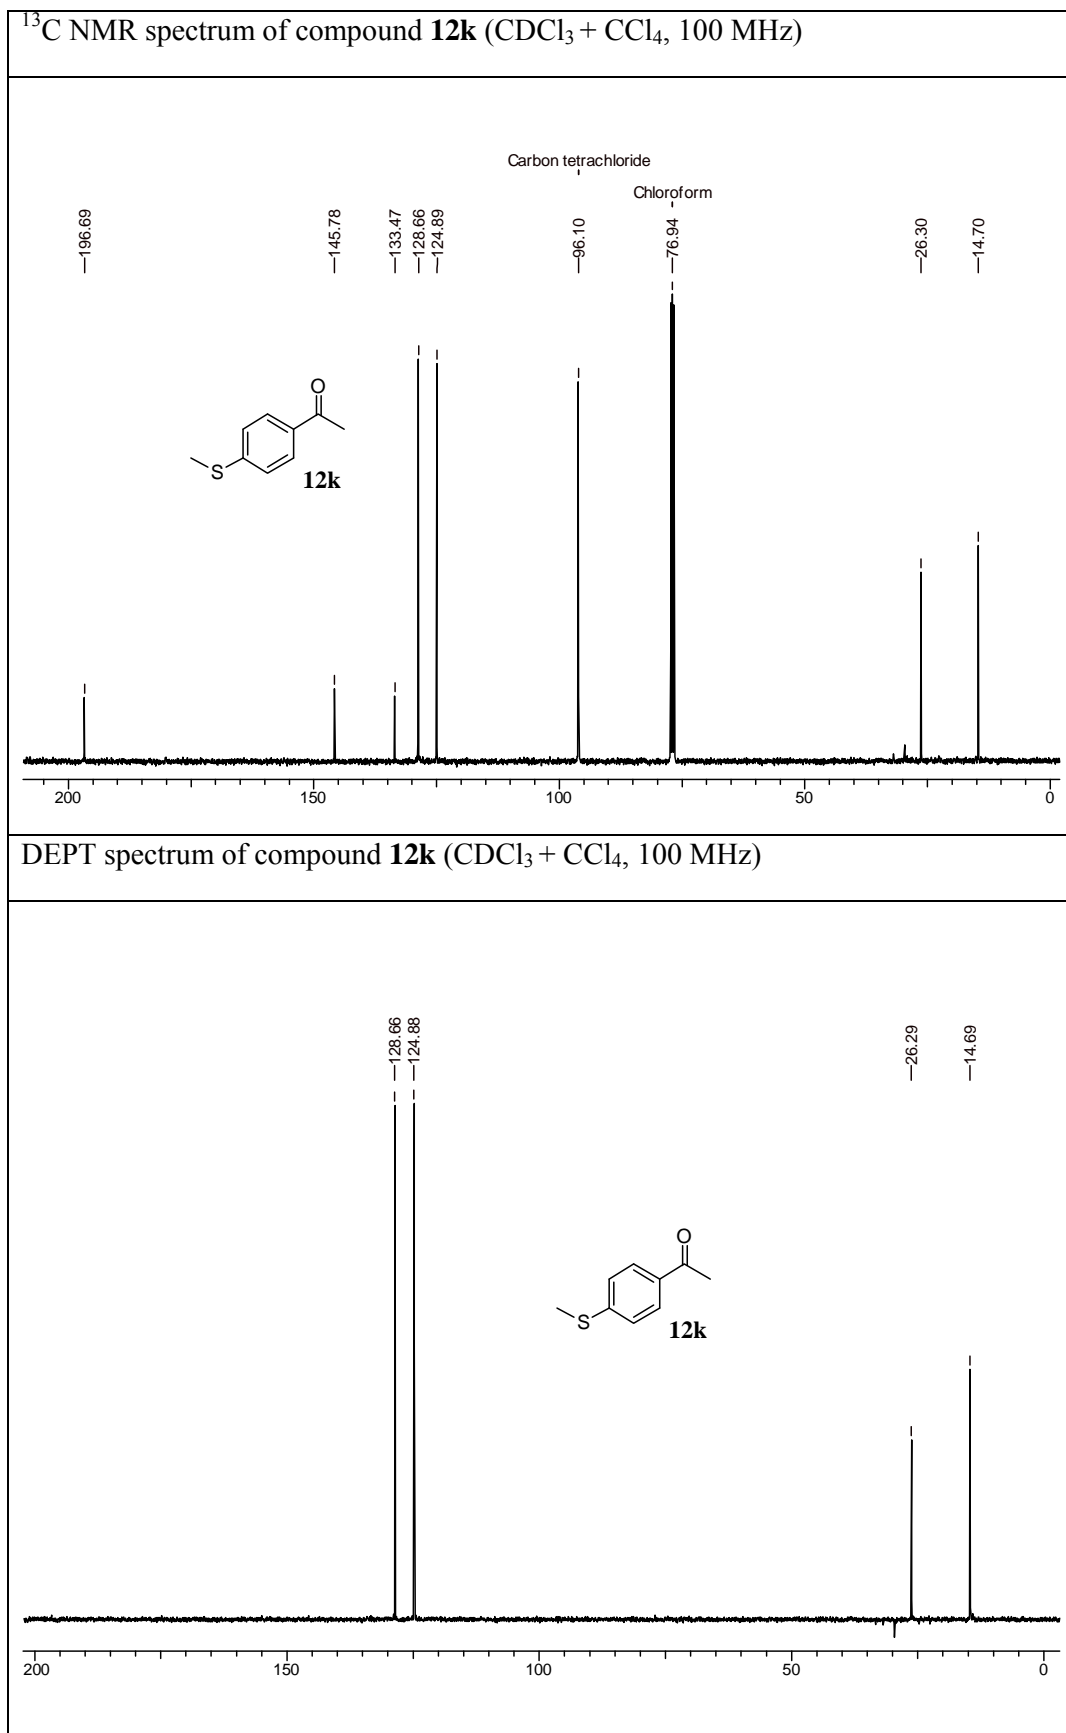 ¹³C NMR spectrum of compound 12k (CDCl₃ + CCl₄, 100 MHz)
Carbon tetrachloride
Chloroform
196.69
145.78
133.47
128.66
124.89
96.10
76.94
26.30
14.70
O
S
12k
200 150 100 50 0
DEPT spectrum of compound 12k (CDCl₃ + CCl₄, 100 MHz)
128.66
124.88
26.29
14.69
O
S
12k
200 150 100 50 0